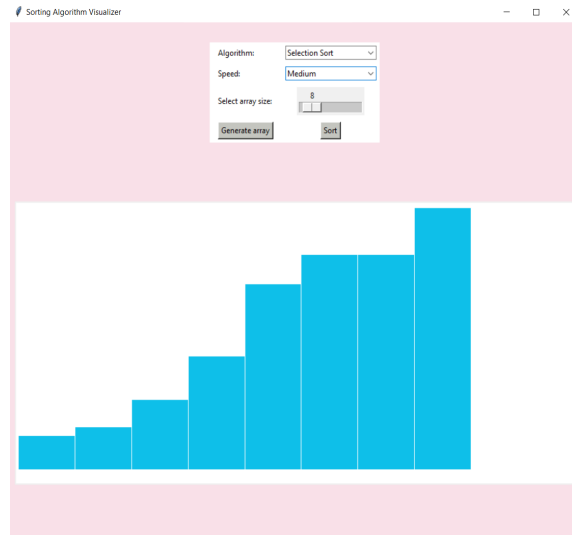 Sorting Algorithm Visualizer
Algorithm: Selection Sort
Speed: Medium
8
Select array size:
Generate array Sort